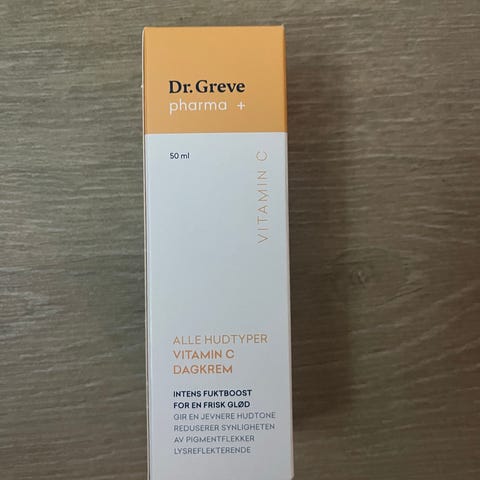 Dr. Greve
pharma +
50 ml
VITAMIN C
ALLE HUDTYPER
VITAMIN C
DAGKREM
INTENS FUKTBOOST
FOR EN FRISK GLØD
GIR EN JEVNERE HUDTONE
REDUSERER SYNLIGHETEN
AV PIGMENTFLEKKER
LYSREFLEKTERENDE